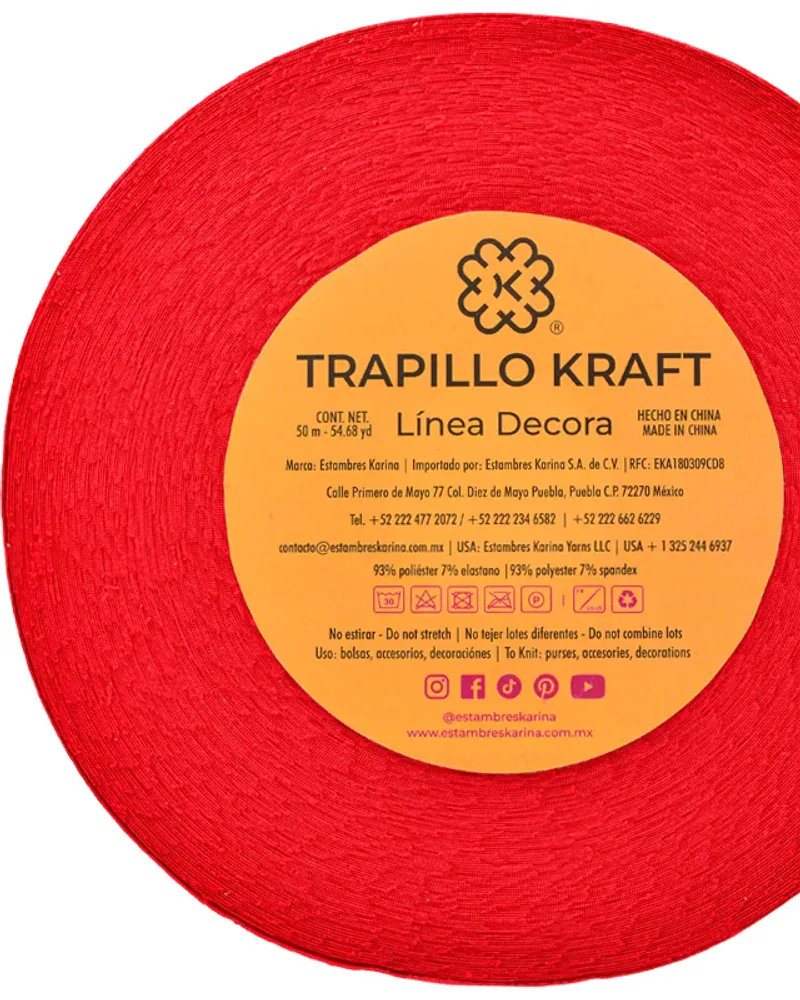 K
®
TRAPILLO KRAFT
CONT. NET.
50 m - 54.68 yd
Línea Decora
HECHO EN CHINA
MADE IN CHINA
Marca: Estambres Karina | Importado por: Estambres Karina S.A. de C.V. | RFC: EKA180309CD8
Calle Primero de Mayo 77 Col. Diez de Mayo Puebla, Puebla C.P. 72270 México
Tel. +52 222 477 2072 / +52 222 234 6582 | +52 222 662 6229
contacto@estambreskarina.com.mx | USA: Estambres Karina Yarns LLC | USA + 1 325 244 6937
93% poliéster 7% elastano | 93% polyester 7% spandex
30 P
No estirar - Do not stretch | No tejer lotes diferentes - Do not combine lots
Uso: bolsas, accesorios, decoraciónes | To Knit: purses, accesories, decorations
@estambreskarina
www.estambreskarina.com.mx